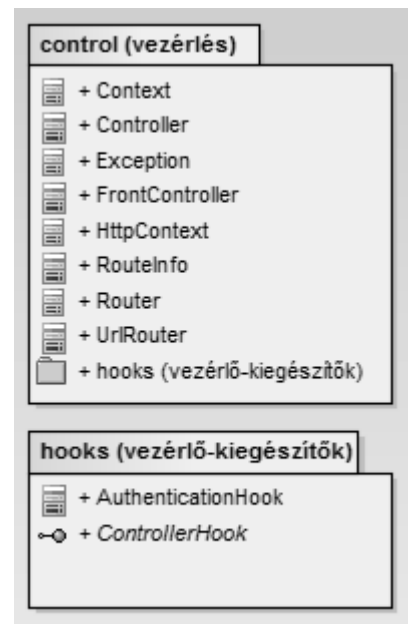 control (vezérlés)
+ Context
+ Controller
+ Exception
+ FrontController
+ HttpContext
+ RouteInfo
+ Router
+ UrlRouter
+ hooks (vezérlő-kiegészítők)
hooks (vezérlő-kiegészítők)
+ AuthenticationHook
+ ControllerHook